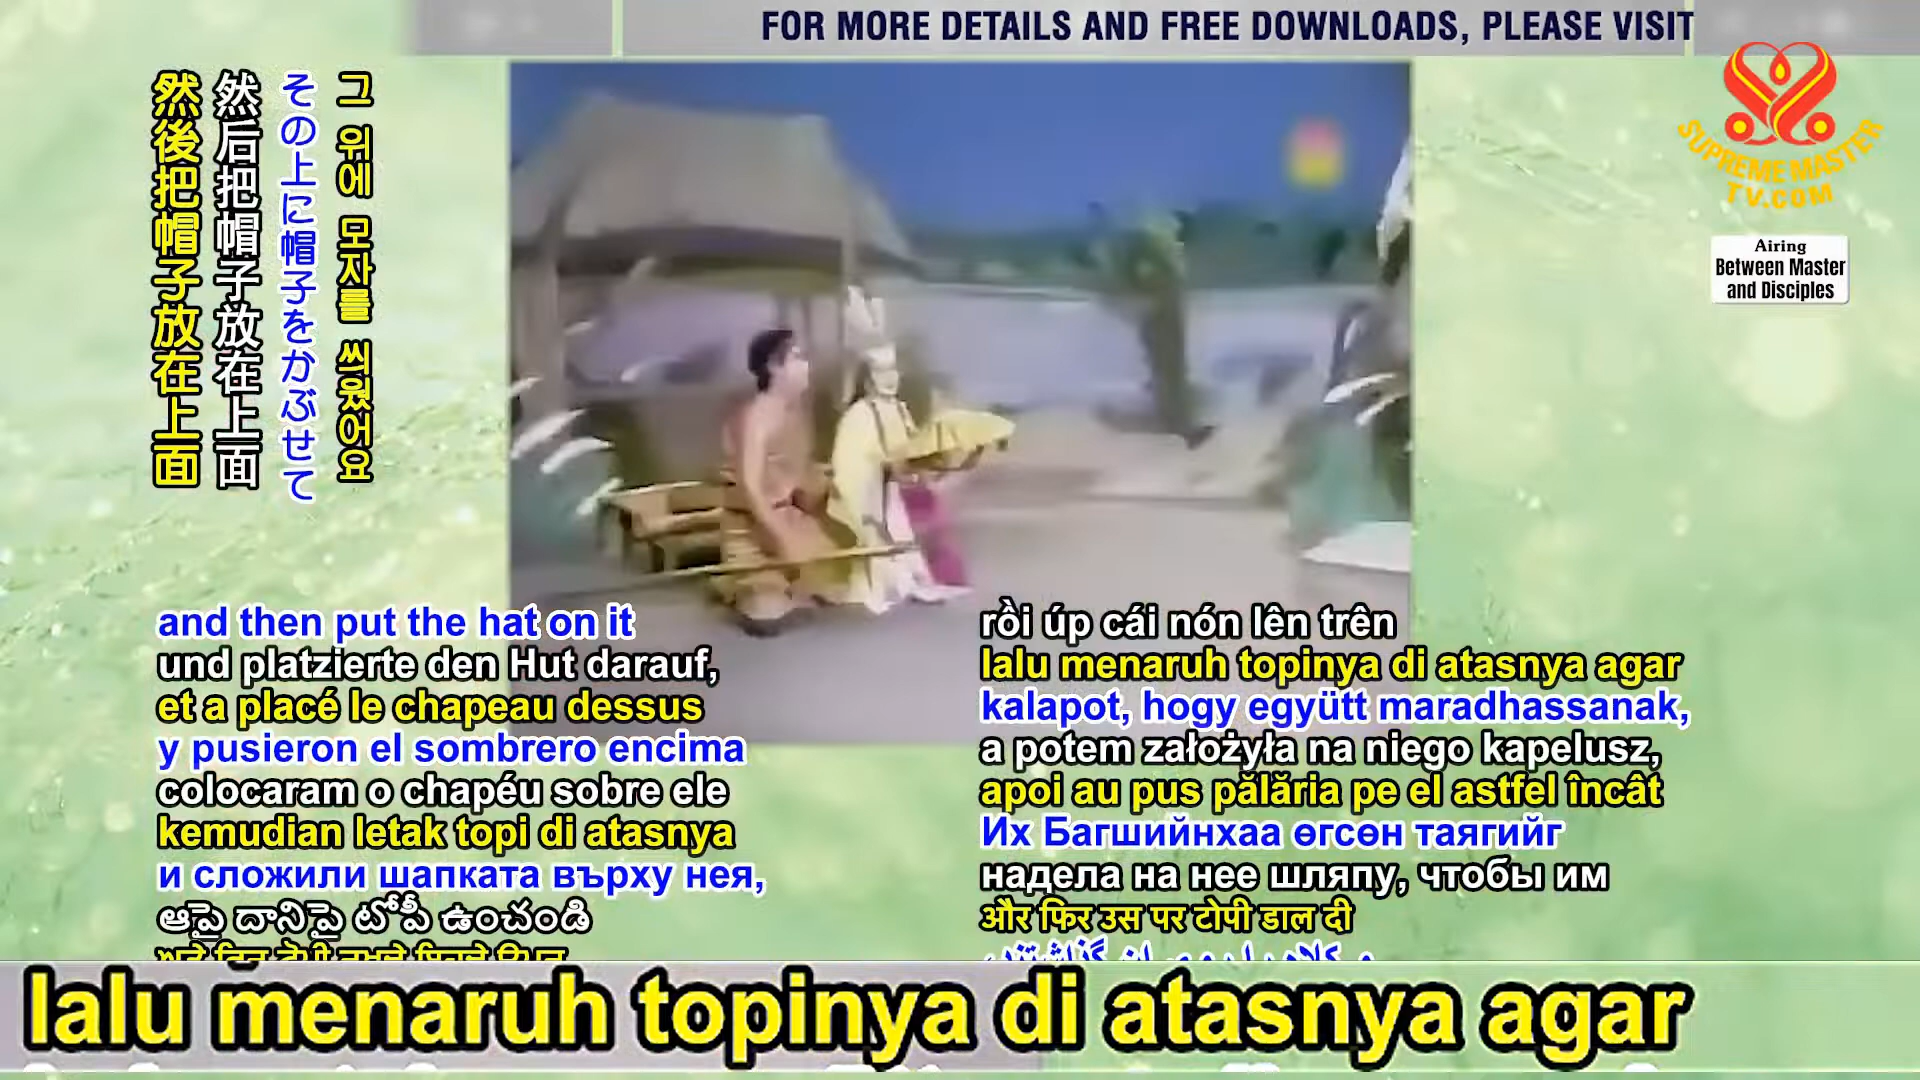 FOR MORE DETAILS AND FREE DOWNLOADS, PLEASE VISIT
SUPREME MASTER
TV.COM
Airing
Between Master
and Disciples
그 위에 모자를 씌웠어요
その上に帽子をかぶせて
然后把帽子放在上面
然後把帽子放在上面
and then put the hat on it
und platzierte den Hut darauf,
et a placé le chapeau dessus
y pusieron el sombrero encima
colocaram o chapéu sobre ele
kemudian letak topi di atasnya
и сложили шапката върху нея,
ఆపై దానిపై టోపీ ఉంచండి
rồi úp cái nón lên trên
lalu menaruh topinya di atasnya agar
kalapot, hogy együtt maradhassanak,
a potem założyła na niego kapelusz,
apoi au pus pălăria pe el astfel încât
Их Багшийнхаа өгсөн таягийг
надела на нее шляпу, чтобы им
और फिर उस पर टोपी डाल दी
lalu menaruh topinya di atasnya agar